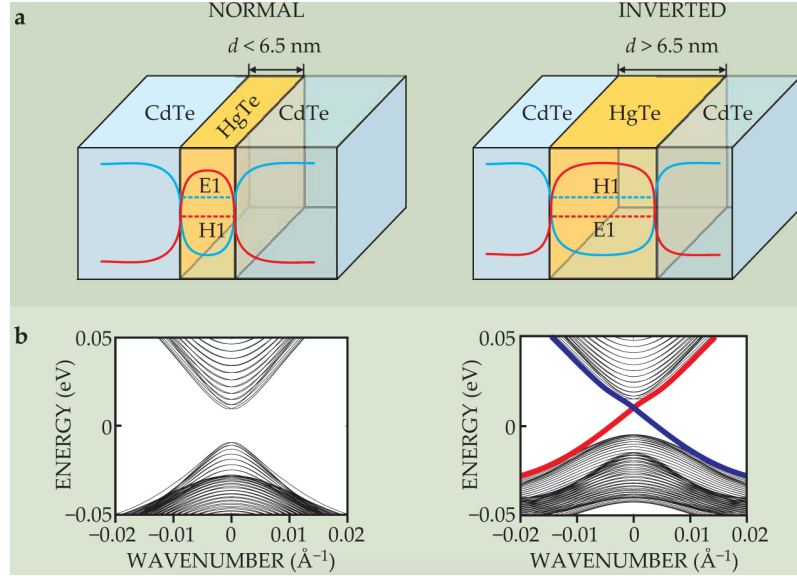 a
NORMAL
INVERTED
d < 6.5 nm
d > 6.5 nm
CdTe
HgTe
CdTe
CdTe
HgTe
CdTe
E1
H1
H1
E1
b
0.05
0
−0.05
ENERGY (eV)
−0.02
−0.01
0
0.01
0.02
WAVENUMBER (Å⁻¹)
0.05
0
−0.05
ENERGY (eV)
−0.02
−0.01
0
0.01
0.02
WAVENUMBER (Å⁻¹)